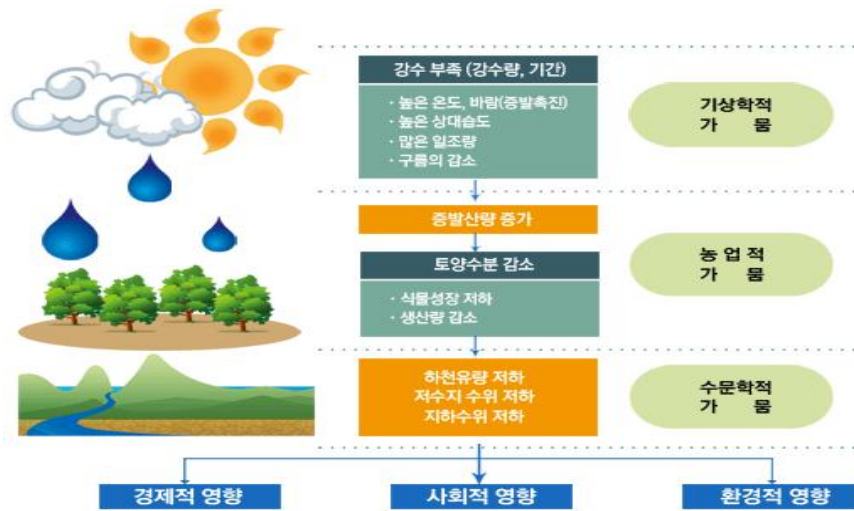 강수 부족 (강수량, 기간)
· 높은 온도, 바람(증발촉진)
· 높은 상대습도
· 많은 일조량
· 구름의 감소
기상학적
가 뭄
증발산량 증가
토양수분 감소
· 식물성장 저하
· 생산량 감소
농 업 적
가 뭄
하천유량 저하
저수지 수위 저하
지하수위 저하
수문학적
가 뭄
경제적 영향
사회적 영향
환경적 영향